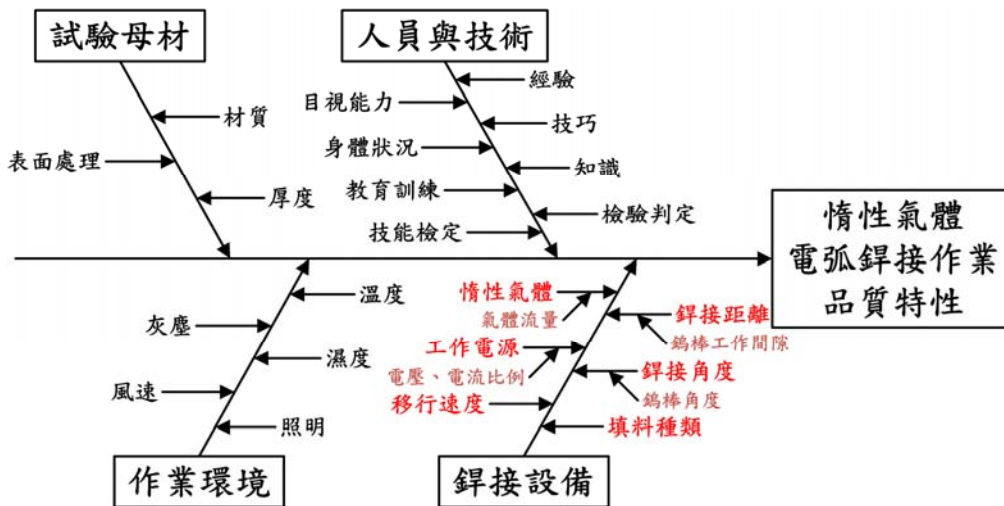 試驗母材
人員與技術
經驗
目視能力
技巧
材質
身體狀況
表面處理
知識
教育訓練
厚度
檢驗判定
技能檢定
惰性氣體
電弧銲接作業
品質特性
溫度
惰性氣體
氣體流量
銲接距離
灰塵
鎢棒工作間隙
工作電源
濕度
電壓、電流比例
銲接角度
風速
移行速度
鎢棒角度
照明
填料種類
作業環境
銲接設備